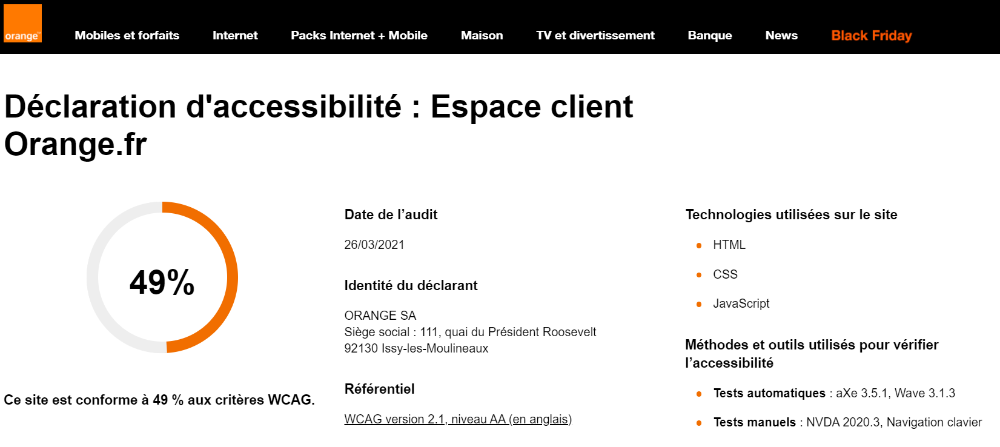 orange™
Mobiles et forfaits
Internet
Packs Internet + Mobile
Maison
TV et divertissement
Banque
News
Black Friday
Déclaration d'accessibilité : Espace client
Orange.fr
49%
Ce site est conforme à 49 % aux critères WCAG.
Date de l’audit
26/03/2021
Identité du déclarant
ORANGE SA
Siège social : 111, quai du Président Roosevelt
92130 Issy-les-Moulineaux
Référentiel
WCAG version 2.1, niveau AA (en anglais)
Technologies utilisées sur le site
HTML
CSS
JavaScript
Méthodes et outils utilisés pour vérifier
l’accessibilité
Tests automatiques : aXe 3.5.1, Wave 3.1.3
Tests manuels : NVDA 2020.3, Navigation clavier